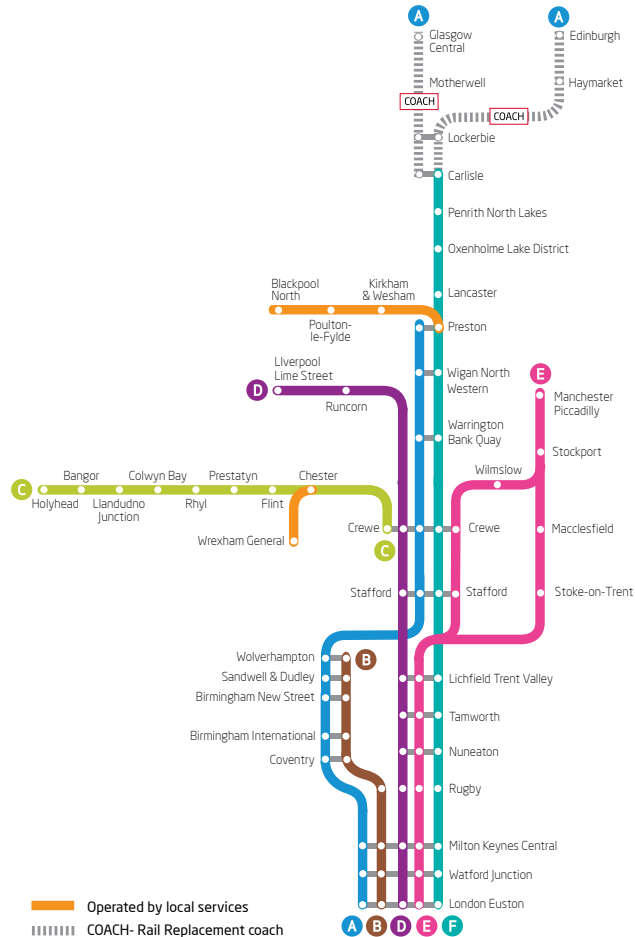 A
A
Glasgow
Central
Edinburgh
Motherwell
Haymarket
COACH
COACH
Lockerbie
Carlisle
Penrith North Lakes
Oxenholme Lake District
Lancaster
Blackpool
North
Kirkham
& Wesham
Poulton-
le-Fylde
Preston
LIverpool
Lime Street
D
Runcorn
Wigan North
Western
E
Manchester
Piccadilly
Warrington
Bank Quay
Stockport
Wilmslow
C
Bangor
Colwyn Bay
Prestatyn
Chester
Holyhead
Llandudno
Junction
Rhyl
Flint
Wrexham General
Crewe
C
Crewe
Macclesfield
Stafford
Stafford
Stoke-on-Trent
Wolverhampton
B
Sandwell & Dudley
Birmingham New Street
Lichfield Trent Valley
Tamworth
Birmingham International
Coventry
Nuneaton
Rugby
Milton Keynes Central
Watford Junction
London Euston
A B D E F
Operated by local services
COACH- Rail Replacement coach